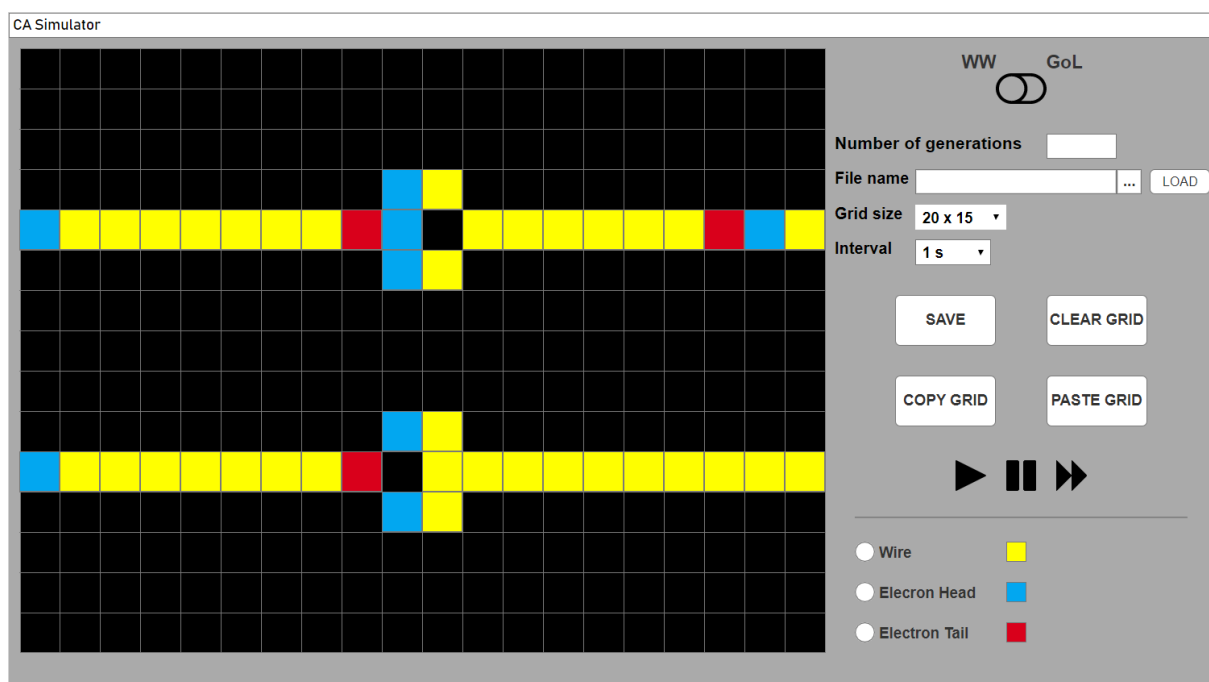 CA Simulator
WW GoL
Number of generations
File name ... LOAD
Grid size 20 x 15
Interval 1 s
SAVE CLEAR GRID
COPY GRID PASTE GRID
Wire
Elecron Head
Electron Tail